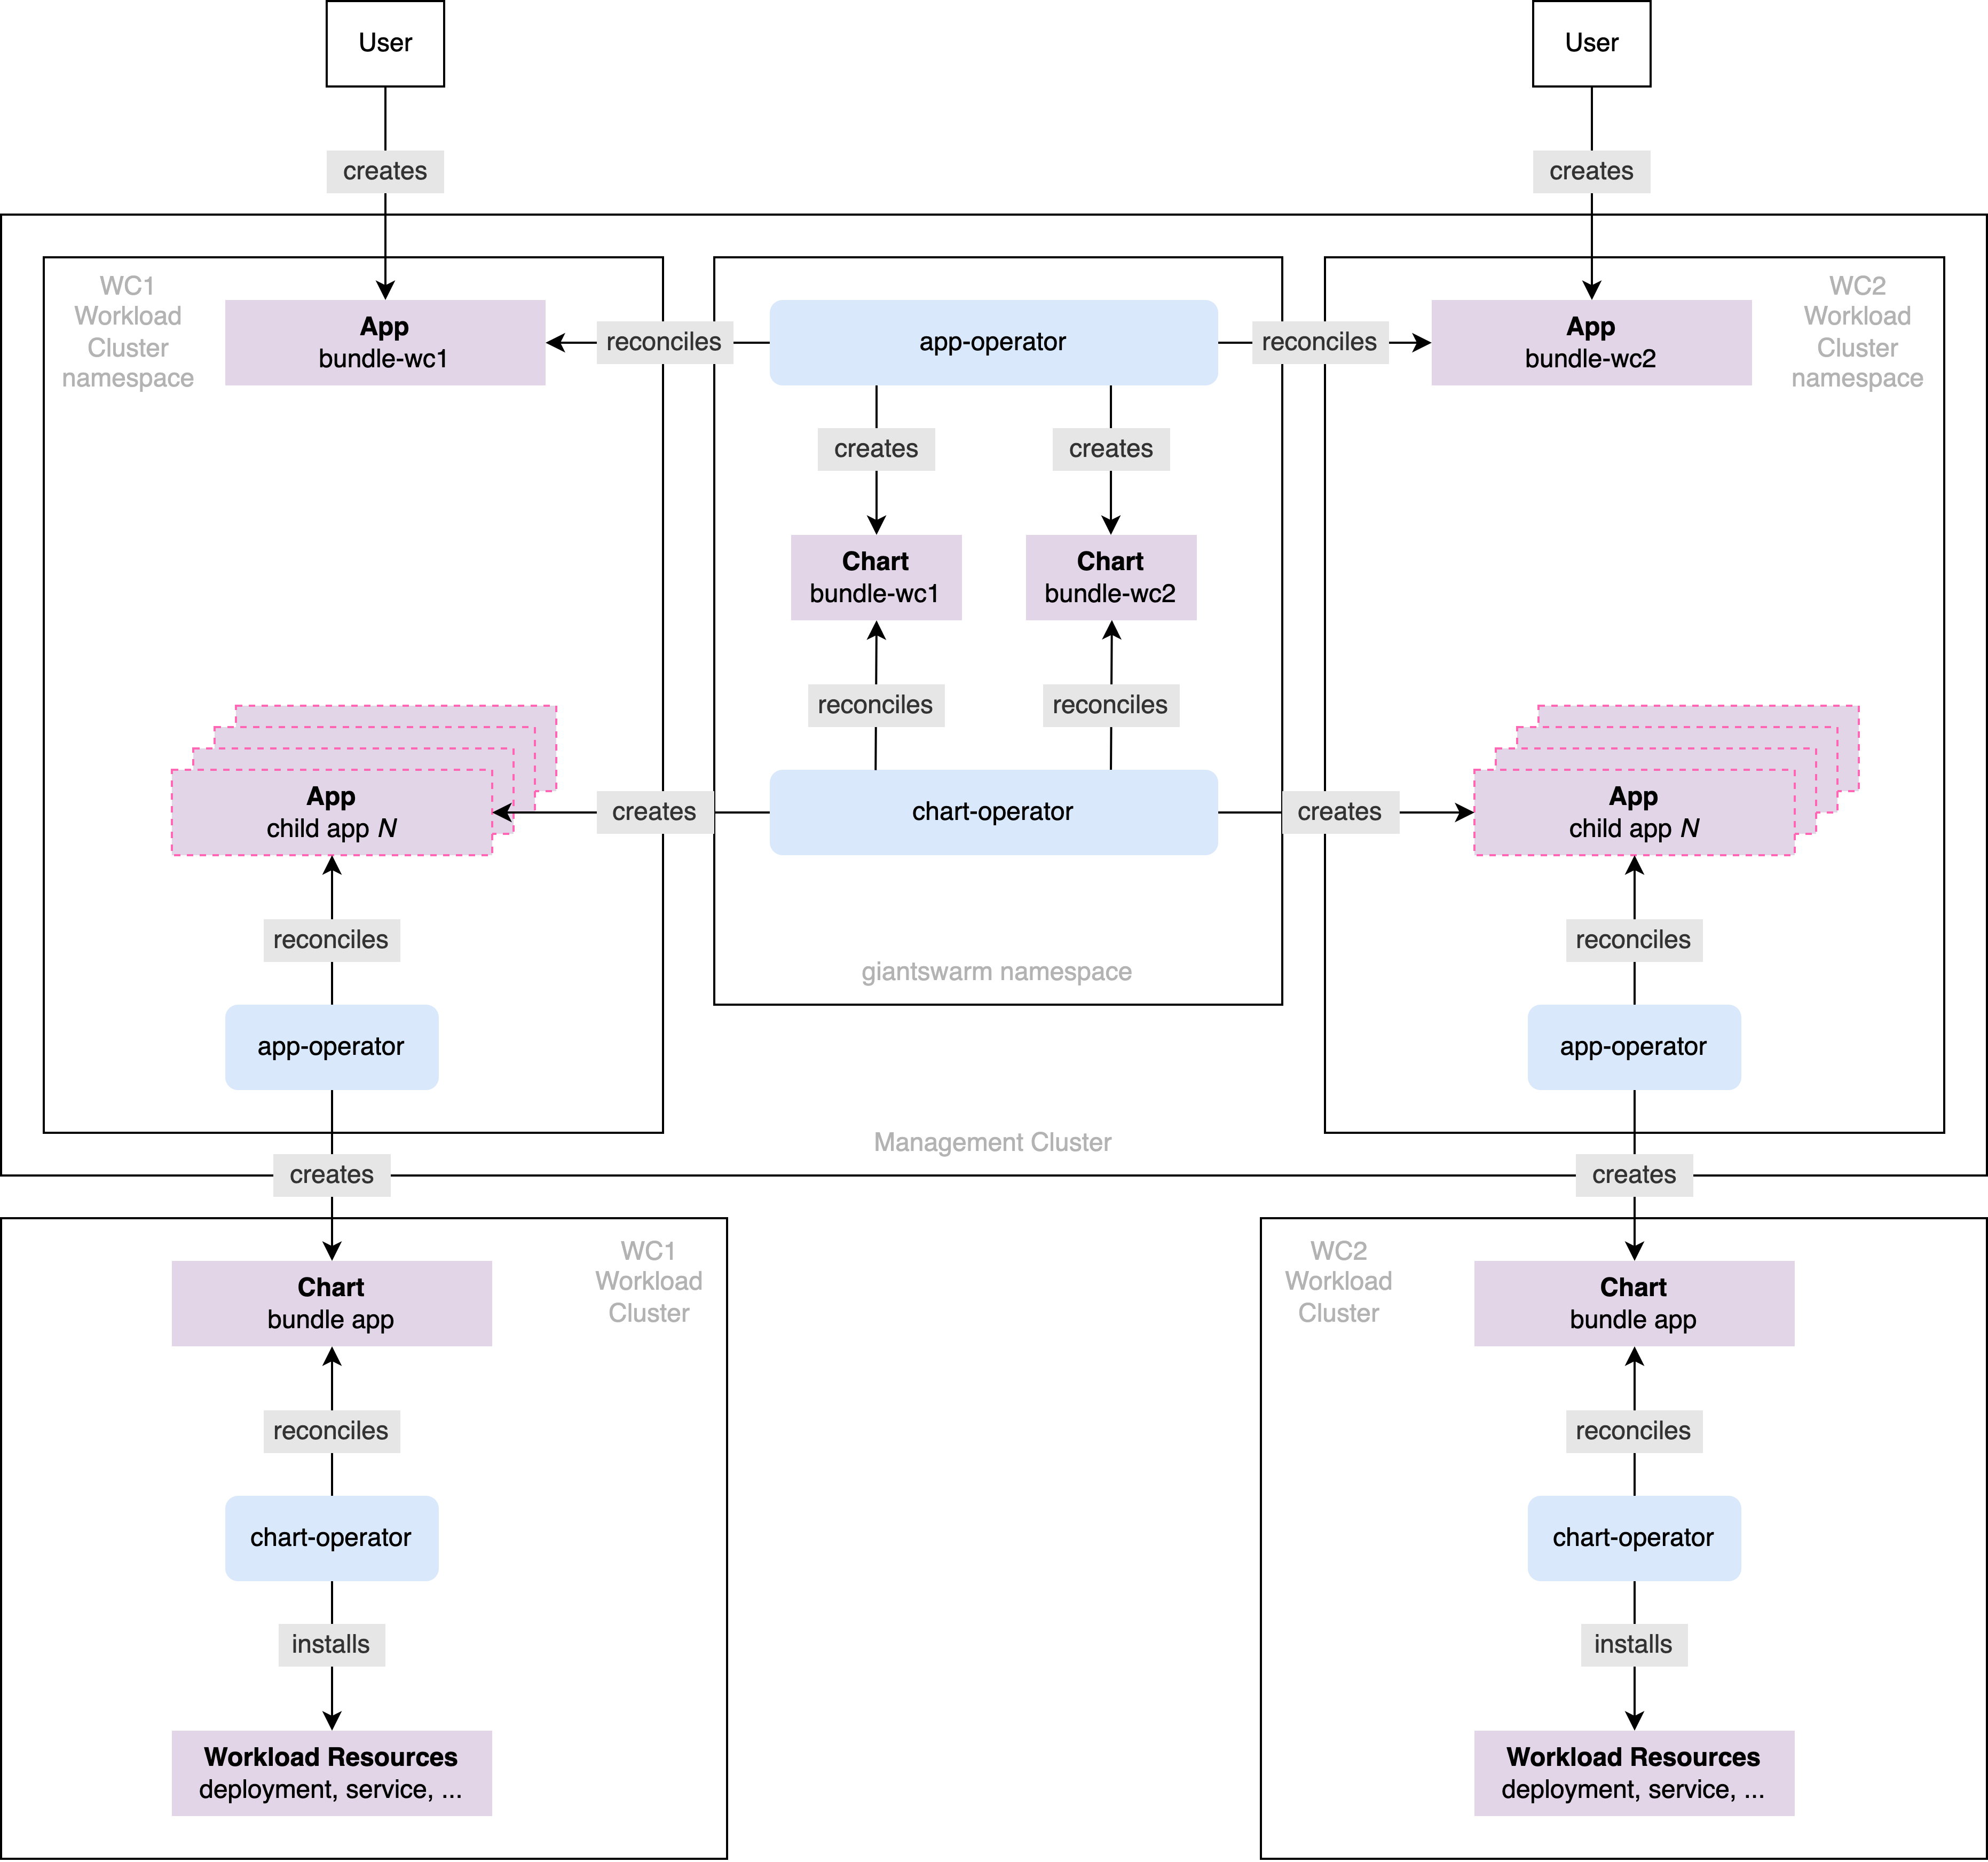 User
User
creates
creates
WC1
Workload
Cluster
namespace
App
bundle-wc1
reconciles
app-operator
reconciles
App
bundle-wc2
WC2
Workload
Cluster
namespace
creates
creates
Chart
bundle-wc1
Chart
bundle-wc2
reconciles
reconciles
App
child app N
creates
chart-operator
creates
App
child app N
reconciles
reconciles
giantswarm namespace
app-operator
app-operator
Management Cluster
creates
creates
WC1
Workload
Cluster
WC2
Workload
Cluster
Chart
bundle app
Chart
bundle app
reconciles
reconciles
chart-operator
chart-operator
installs
installs
Workload Resources
deployment, service, ...
Workload Resources
deployment, service, ...